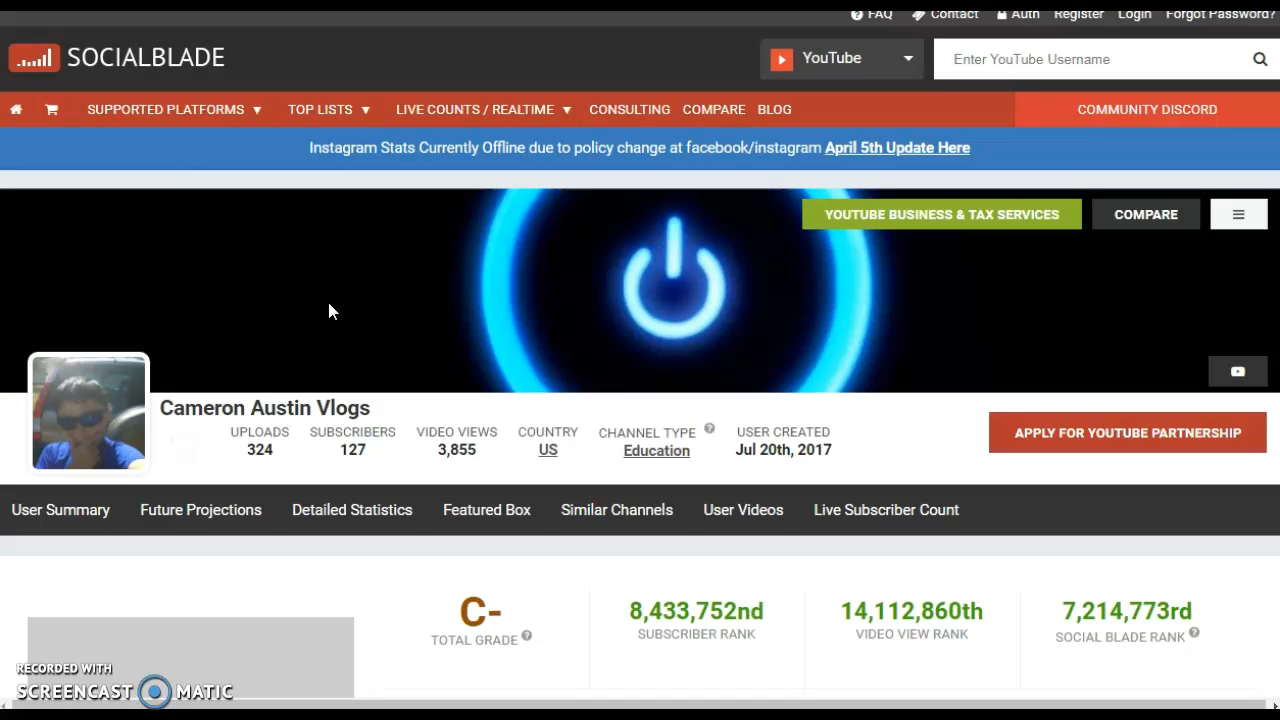 FAQ Contact Auth Register Login Forgot Password?
SOCIALBLADE
YouTube
Enter YouTube Username
SUPPORTED PLATFORMS TOP LISTS LIVE COUNTS / REALTIME CONSULTING COMPARE BLOG COMMUNITY DISCORD
Instagram Stats Currently Offline due to policy change at facebook/instagram April 5th Update Here
YOUTUBE BUSINESS & TAX SERVICES COMPARE
Cameron Austin Vlogs
UPLOADS SUBSCRIBERS VIDEO VIEWS COUNTRY CHANNEL TYPE USER CREATED
324 127 3,855 US Education Jul 20th, 2017
APPLY FOR YOUTUBE PARTNERSHIP
User Summary Future Projections Detailed Statistics Featured Box Similar Channels User Videos Live Subscriber Count
C- 8,433,752nd 14,112,860th 7,214,773rd
TOTAL GRADE SUBSCRIBER RANK VIDEO VIEW RANK SOCIAL BLADE RANK
RECORDED WITH
SCREENCAST MATIC